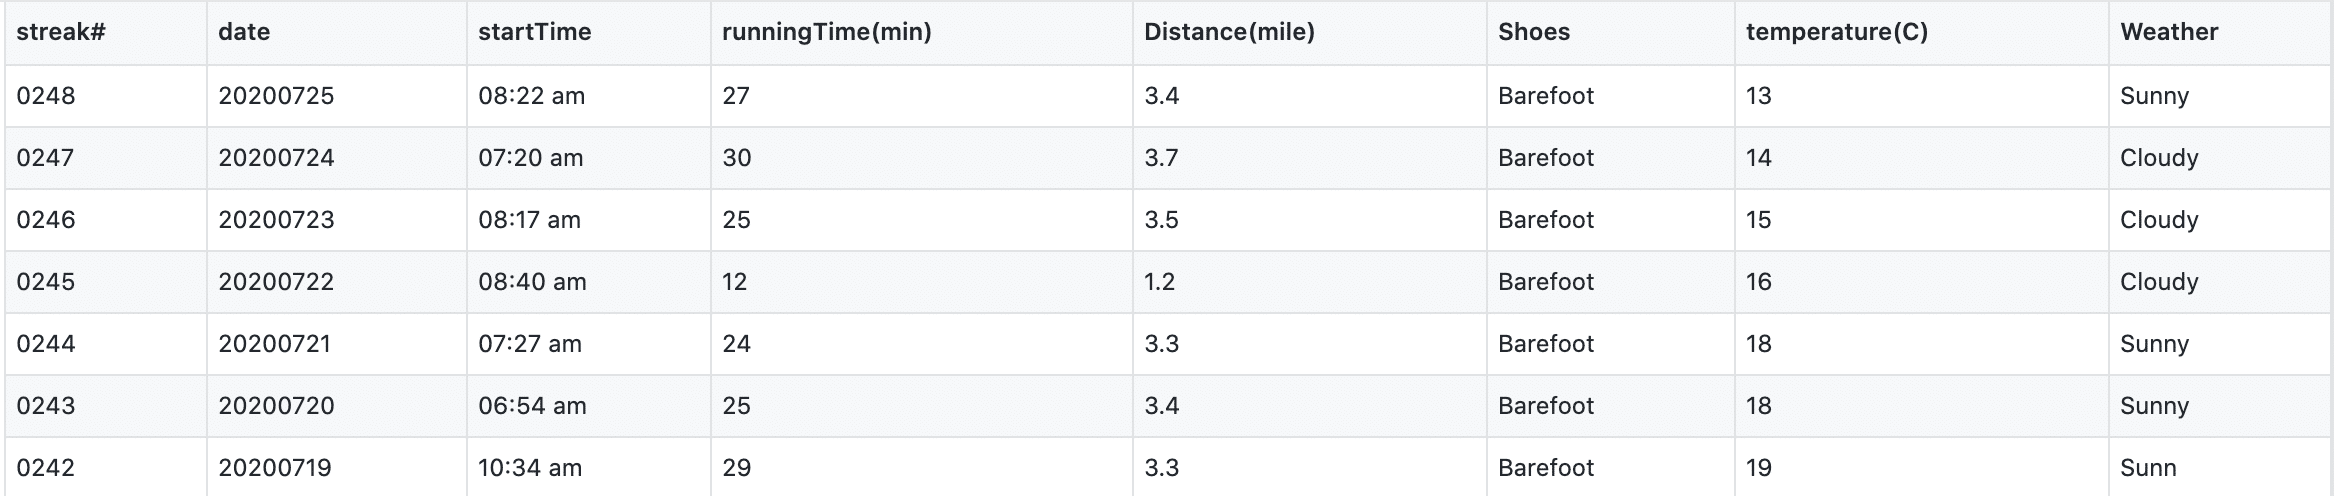 streak# date startTime runningTime(min) Distance(mile) Shoes temperature(C) Weather
0248 20200725 08:22 am 27 3.4 Barefoot 13 Sunny
0247 20200724 07:20 am 30 3.7 Barefoot 14 Cloudy
0246 20200723 08:17 am 25 3.5 Barefoot 15 Cloudy
0245 20200722 08:40 am 12 1.2 Barefoot 16 Cloudy
0244 20200721 07:27 am 24 3.3 Barefoot 18 Sunny
0243 20200720 06:54 am 25 3.4 Barefoot 18 Sunny
0242 20200719 10:34 am 29 3.3 Barefoot 19 Sunn